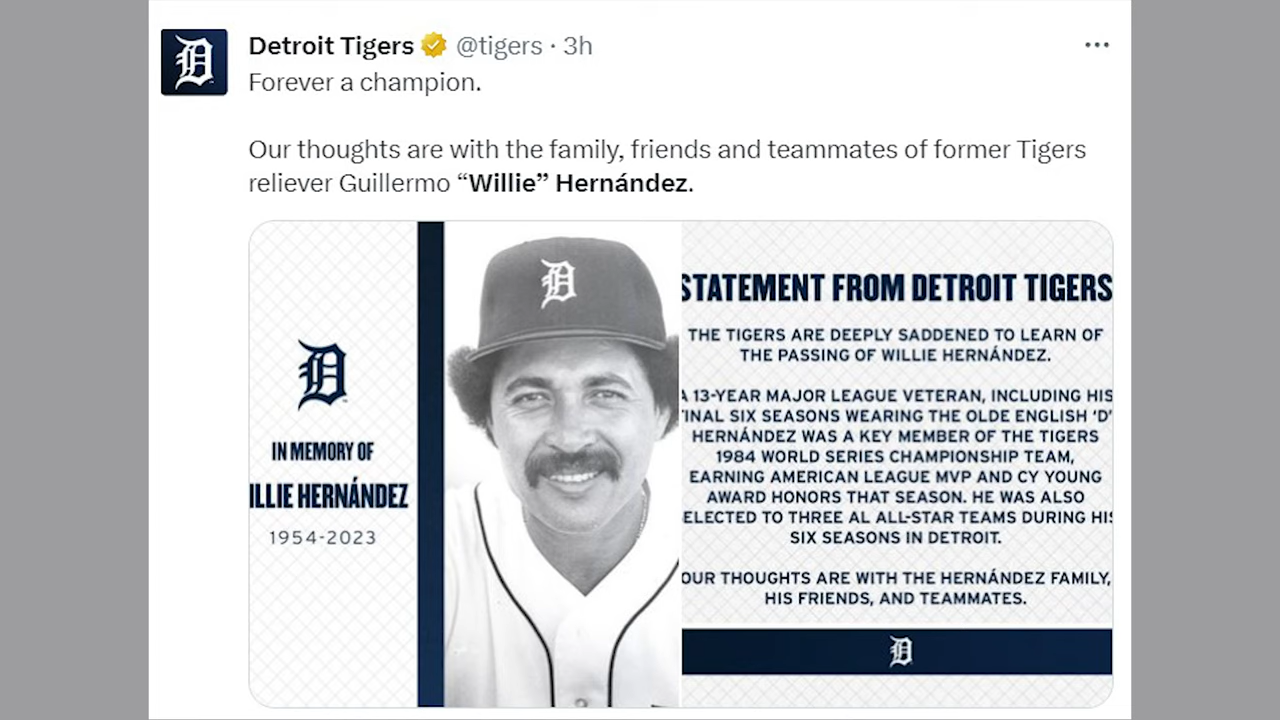 Detroit Tigers @tigers · 3h
Forever a champion.
Our thoughts are with the family, friends and teammates of former Tigers
reliever Guillermo “Willie” Hernández.
D
D
D
IN MEMORY OF
ILLIE HERNÁNDEZ
1954-2023
STATEMENT FROM DETROIT TIGERS
THE TIGERS ARE DEEPLY SADDENED TO LEARN OF
THE PASSING OF WILLIE HERNÁNDEZ.
A 13-YEAR MAJOR LEAGUE VETERAN, INCLUDING HIS
INAL SIX SEASONS WEARING THE OLDE ENGLISH ‘D’
HERNÁNDEZ WAS A KEY MEMBER OF THE TIGERS
1984 WORLD SERIES CHAMPIONSHIP TEAM,
EARNING AMERICAN LEAGUE MVP AND CY YOUNG
AWARD HONORS THAT SEASON. HE WAS ALSO
ELECTED TO THREE AL ALL-STAR TEAMS DURING HIS
SIX SEASONS IN DETROIT.
OUR THOUGHTS ARE WITH THE HERNÁNDEZ FAMILY,
HIS FRIENDS, AND TEAMMATES.
D